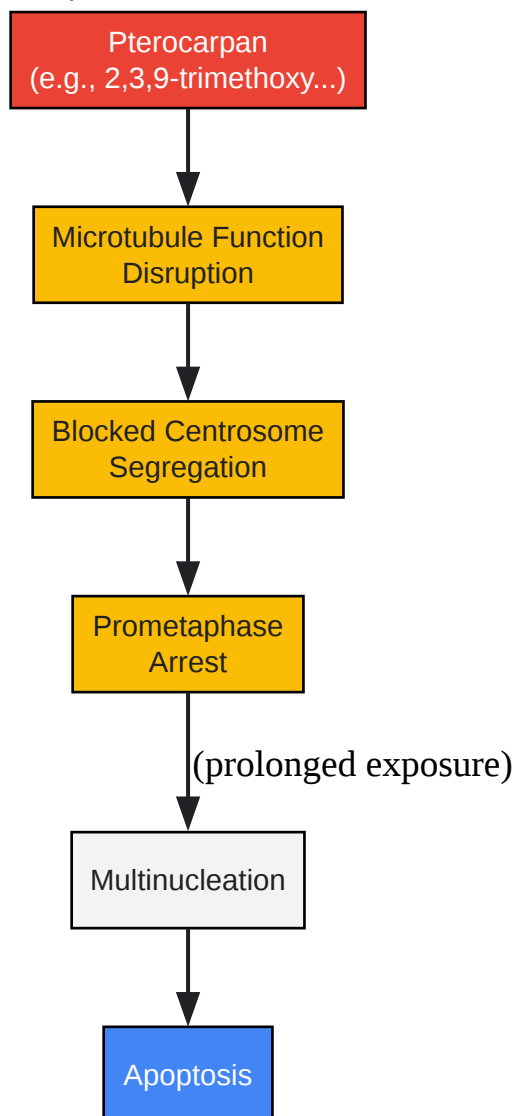 Pterocarpan
(e.g., 2,3,9-trimethoxy...)
Microtubule Function
Disruption
Blocked Centrosome
Segregation
Prometaphase
Arrest
(prolonged exposure)
Multinucleation
Apoptosis